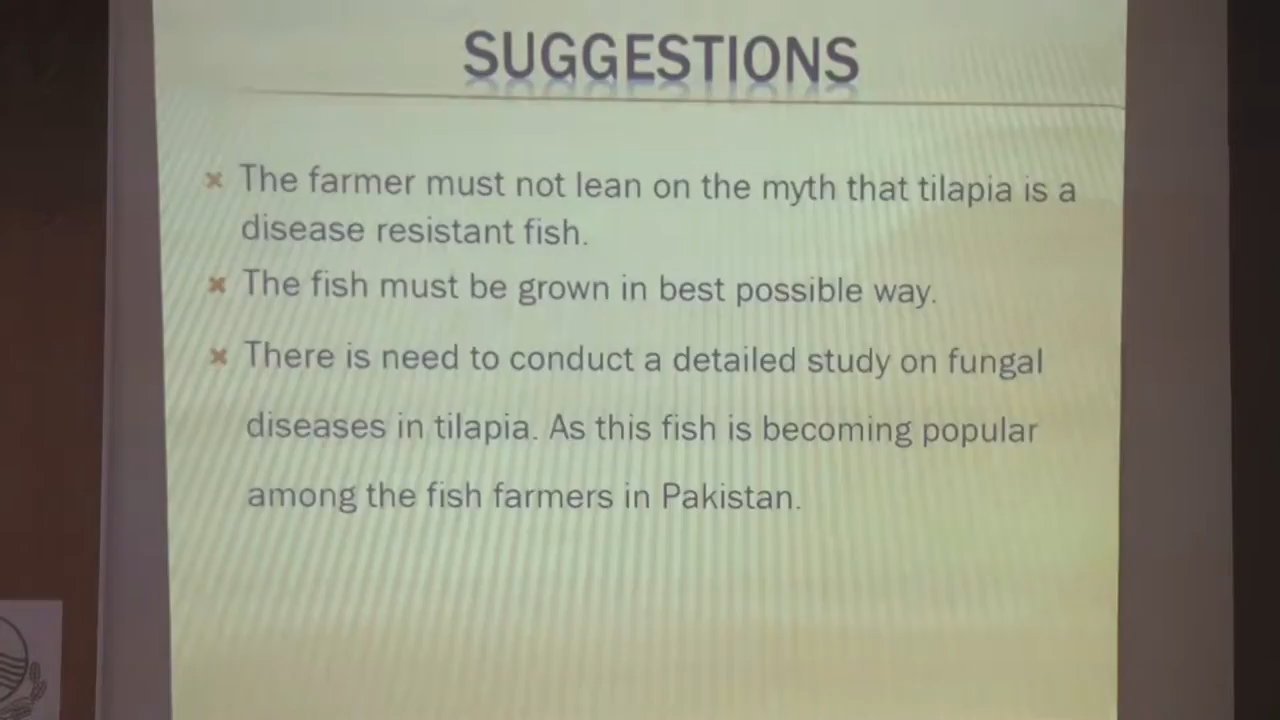 SUGGESTIONS
The farmer must not lean on the myth that tilapia is a
disease resistant fish.
The fish must be grown in best possible way.
There is need to conduct a detailed study on fungal
diseases in tilapia. As this fish is becoming popular
among the fish farmers in Pakistan.